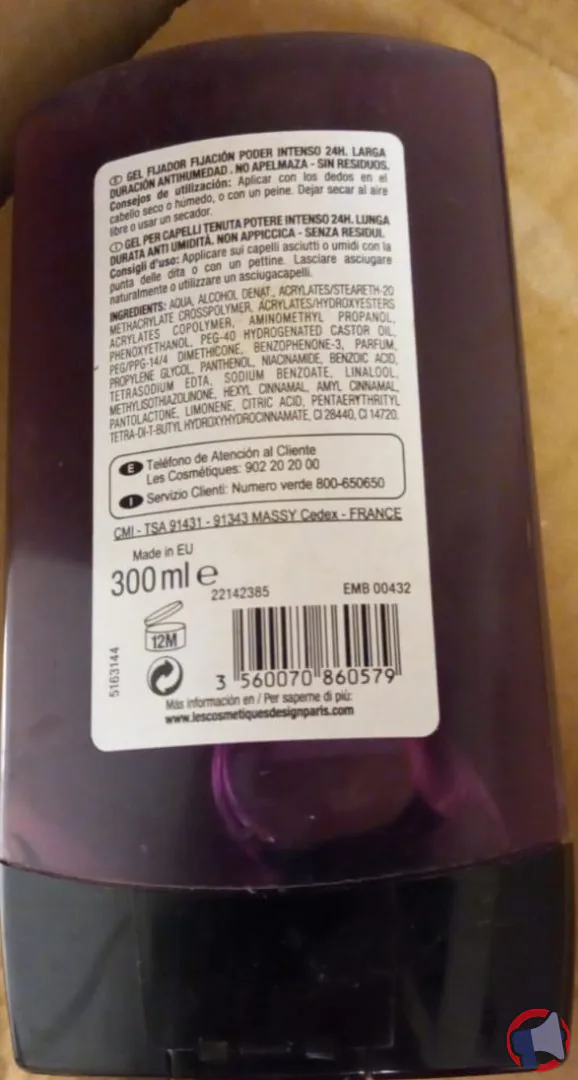 E GEL FIJADOR FIJACIÓN PODER INTENSO 24H. LARGA
DURACIÓN ANTIHUMEDAD . NO APELMAZA - SIN RESIDUOS.
Consejos de utilización: Aplicar con los dedos en el
cabello seco o húmedo, o con un peine. Dejar secar al aire
libre o usar un secador.
I GEL PER CAPELLI TENUTA POTERE INTENSO 24H. LUNGA
DURATA ANTI UMIDITÀ. NON APPICCICA - SENZA RESIDUI.
Consigli d'uso: Applicare sui capelli asciutti o umidi con la
punta delle dita o con un pettine. Lasciare asciugare
naturalmente o utilizzare un asciugacapelli.
INGREDIENTS: AQUA, ALCOHOL DENAT., ACRYLATES/STEARETH-20
METHACRYLATE CROSSPOLYMER, ACRYLATES/HYDROXYESTERS
ACRYLATES COPOLYMER, AMINOMETHYL PROPANOL,
PHENOXYETHANOL, PEG-40 HYDROGENATED CASTOR OIL,
PEG/PPG-14/4 DIMETHICONE, BENZOPHENONE-3, PARFUM,
PROPYLENE GLYCOL, PANTHENOL, NIACINAMIDE, BENZOIC ACID,
TETRASODIUM EDTA, SODIUM BENZOATE, LINALOOL,
METHYLISOTHIAZOLINONE, HEXYL CINNAMAL, AMYL CINNAMAL,
PANTOLACTONE, LIMONENE, CITRIC ACID, PENTAERYTHRITYL
TETRA-DI-T-BUTYL HYDROXYHYDROCINNAMATE, CI 28440, CI 14720.
E Teléfono de Atención al Cliente
Les Cosmétiques: 902 20 20 00
I Servizio Clienti: Numero verde 800-650650
CMI - TSA 91431 - 91343 MASSY Cedex - FRANCE
Made in EU
300 ml e
22142385
EMB 00432
12M
5163144
3 560070 860579
Más información en / Per saperne di più:
www.lescosmetiquesdesignparis.com